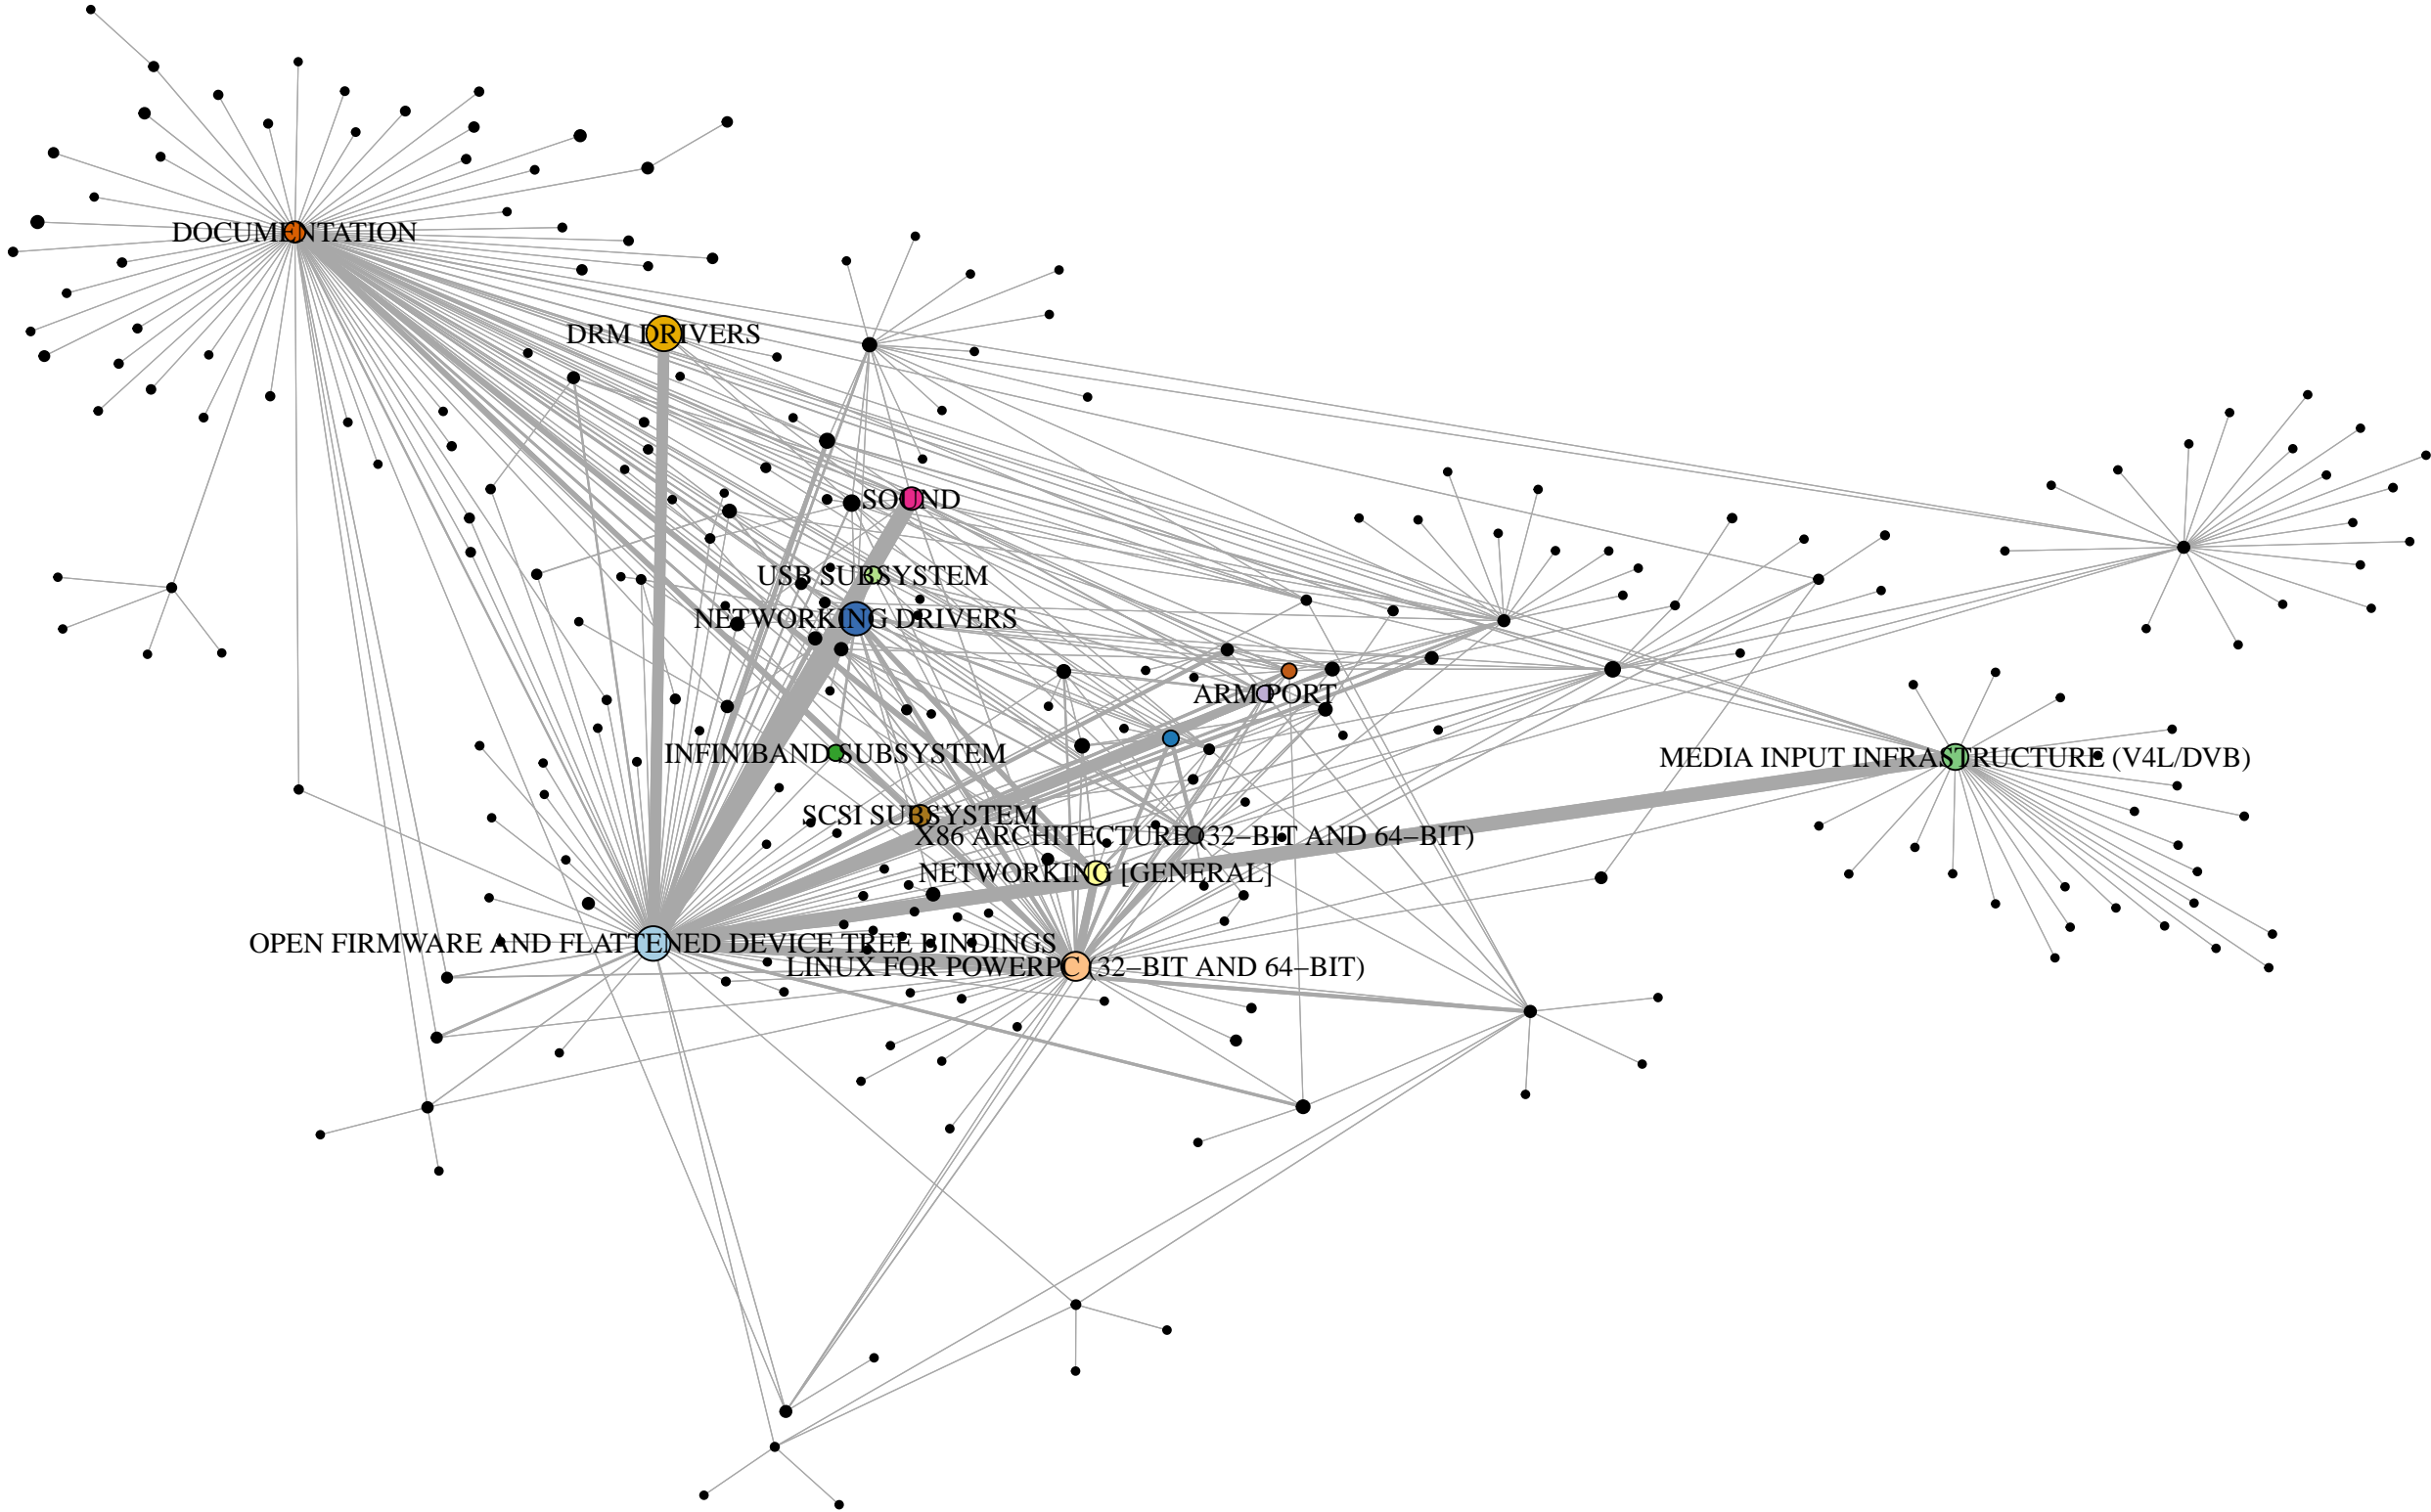 DOCUMENTATION
DRM DRIVERS
SOUND
USB SUBSYSTEM
NETWORKING DRIVERS
ARM PORT
INFINIBAND SUBSYSTEM
MEDIA INPUT INFRASTRUCTURE (V4L/DVB)
SCSI SUBSYSTEM
X86 ARCHITECTURE (32−BIT AND 64−BIT)
NETWORKING [GENERAL]
OPEN FIRMWARE AND FLATTENED DEVICE TREE BINDINGS
LINUX FOR POWERPC (32−BIT AND 64−BIT)